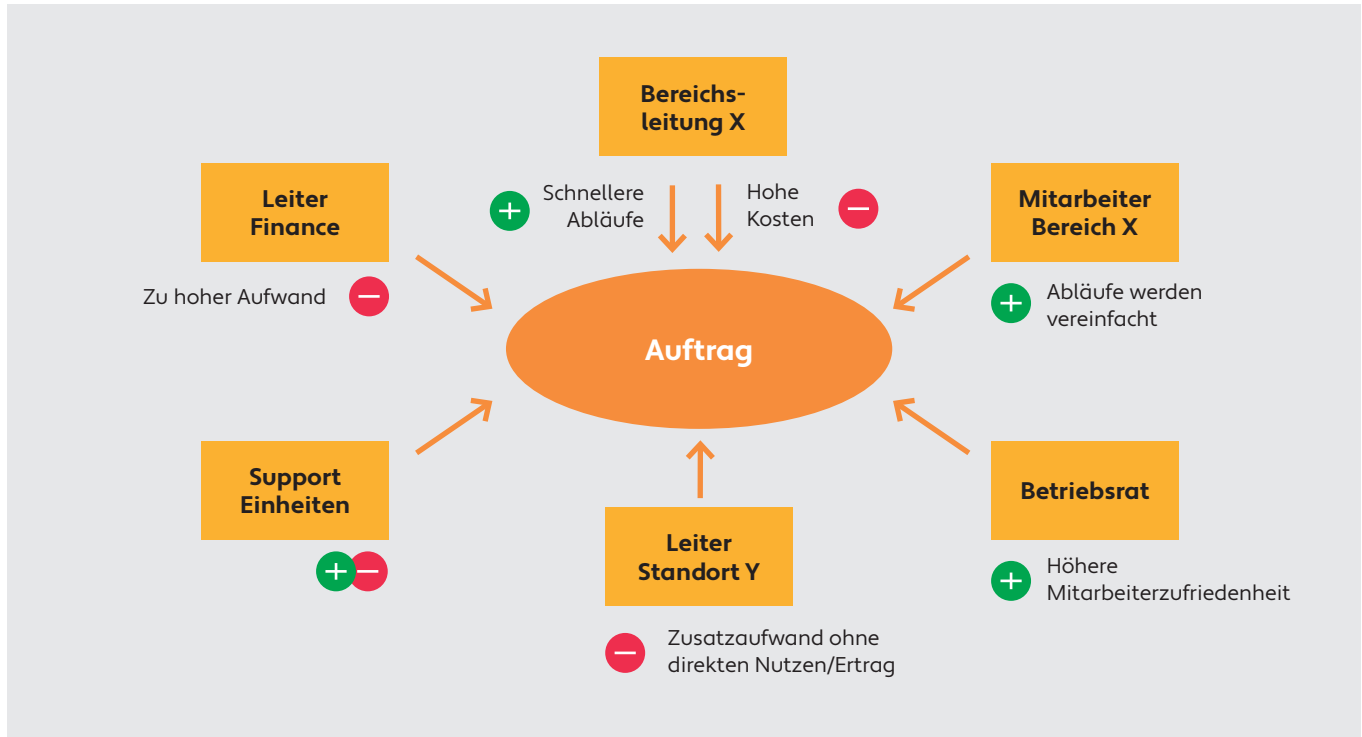 Bereichs-
leitung X
Leiter
Finance
Schnellere
Abläufe
Hohe
Kosten
Mitarbeiter
Bereich X
Zu hoher Aufwand
Abläufe werden
vereinfacht
Auftrag
Support
Einheiten
Leiter
Standort Y
Betriebsrat
Höhere
Mitarbeiterzufriedenheit
Zusatzaufwand ohne
direkten Nutzen/Ertrag